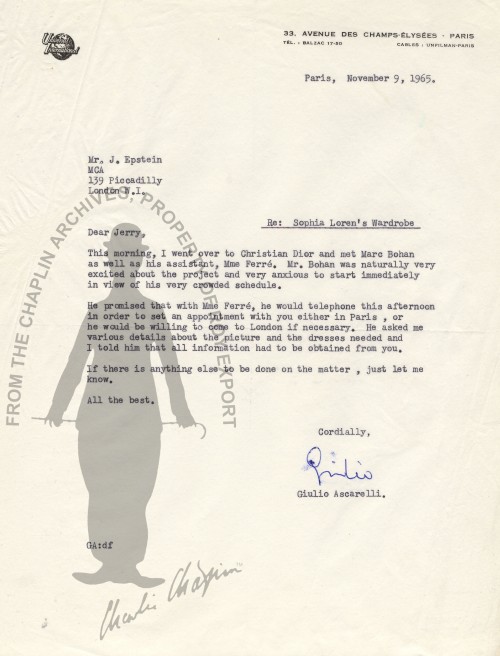 Universal
International
33, AVENUE DES CHAMPS-ÉLYSÉES · PARIS
TÉL. : BALZAC 17-50 CABLES : UNFILMAN-PARIS
Paris, November 9, 1965.
Mr. J. Epstein
MCA
139 Piccadilly
London W.I.
Re: Sophia Loren's Wardrobe
Dear Jerry,
This morning, I went over to Christian Dior and met Marc Bohan
as well as his assistant, Mme Ferré. Mr. Bohan was naturally very
excited about the project and very anxious to start immediately
in view of his very crowded schedule.
He promised that with Mme Ferré, he would telephone this afternoon
in order to set an appointment with you either in Paris , or
he would be willing to come to London if necessary. He asked me
various details about the picture and the dresses needed and
I told him that all information had to be obtained from you.
If there is anything else to be done on the matter , just let me
know.
All the best.
Cordially,
Giulio
Giulio Ascarelli.
GA:df
FROM THE CHAPLIN ARCHIVES, PROPERTY OF ROY EXPORT
Charlie Chaplin